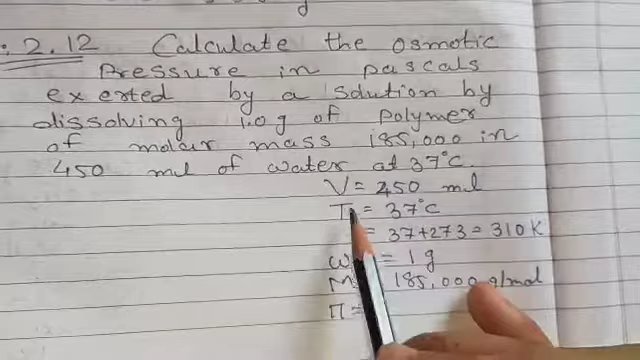 : 2.12 Calculate the osmotic
Pressure in pascals
exerted by a solution by
dissolving 1.0 g of polymer
of molar mass 185,000 in
450 ml of water at 37°C.
V = 450 ml
T = 37°C
= 37+273 = 310 K
w = 1 g
M 185,000 g/mol
π =